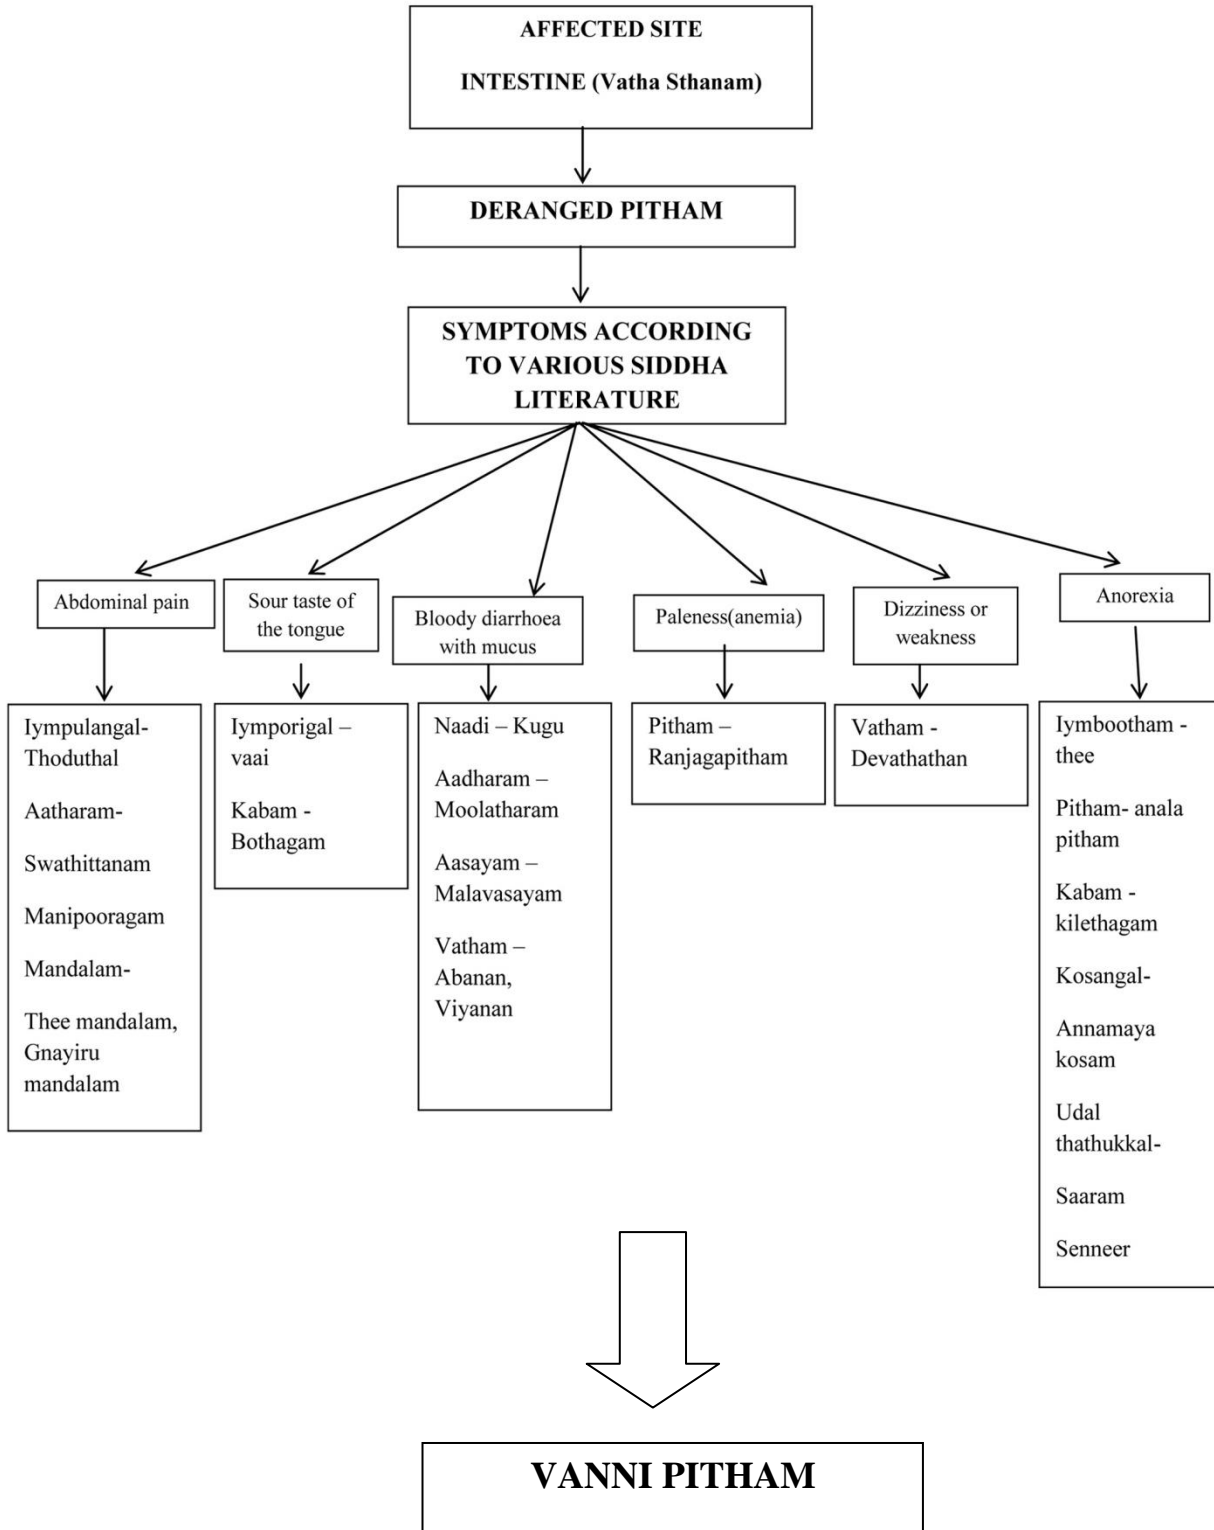 AFFECTED SITE
INTESTINE (Vatha Sthanam)
DERANGED PITHAM
SYMPTOMS ACCORDING
TO VARIOUS SIDDHA
LITERATURE
Abdominal pain
Sour taste of
the tongue
Bloody diarrhoea
with mucus
Paleness(anemia)
Dizziness or
weakness
Anorexia
Iympulangal-
Thoduthal
Aatharam-
Swathittanam
Manipooragam
Mandalam-
Thee mandalam,
Gnayiru
mandalam
Iymporigal –
vaai
Kabam -
Bothagam
Naadi – Kugu
Aadharam –
Moolatharam
Aasayam –
Malavasayam
Vatham –
Abanan,
Viyanan
Pitham –
Ranjagapitham
Vatham -
Devathathan
Iymbootham -
thee
Pitham- anala
pitham
Kabam -
kilethagam
Kosangal-
Annamaya
kosam
Udal
thathukkal-
Saaram
Senneer
VANNI PITHAM